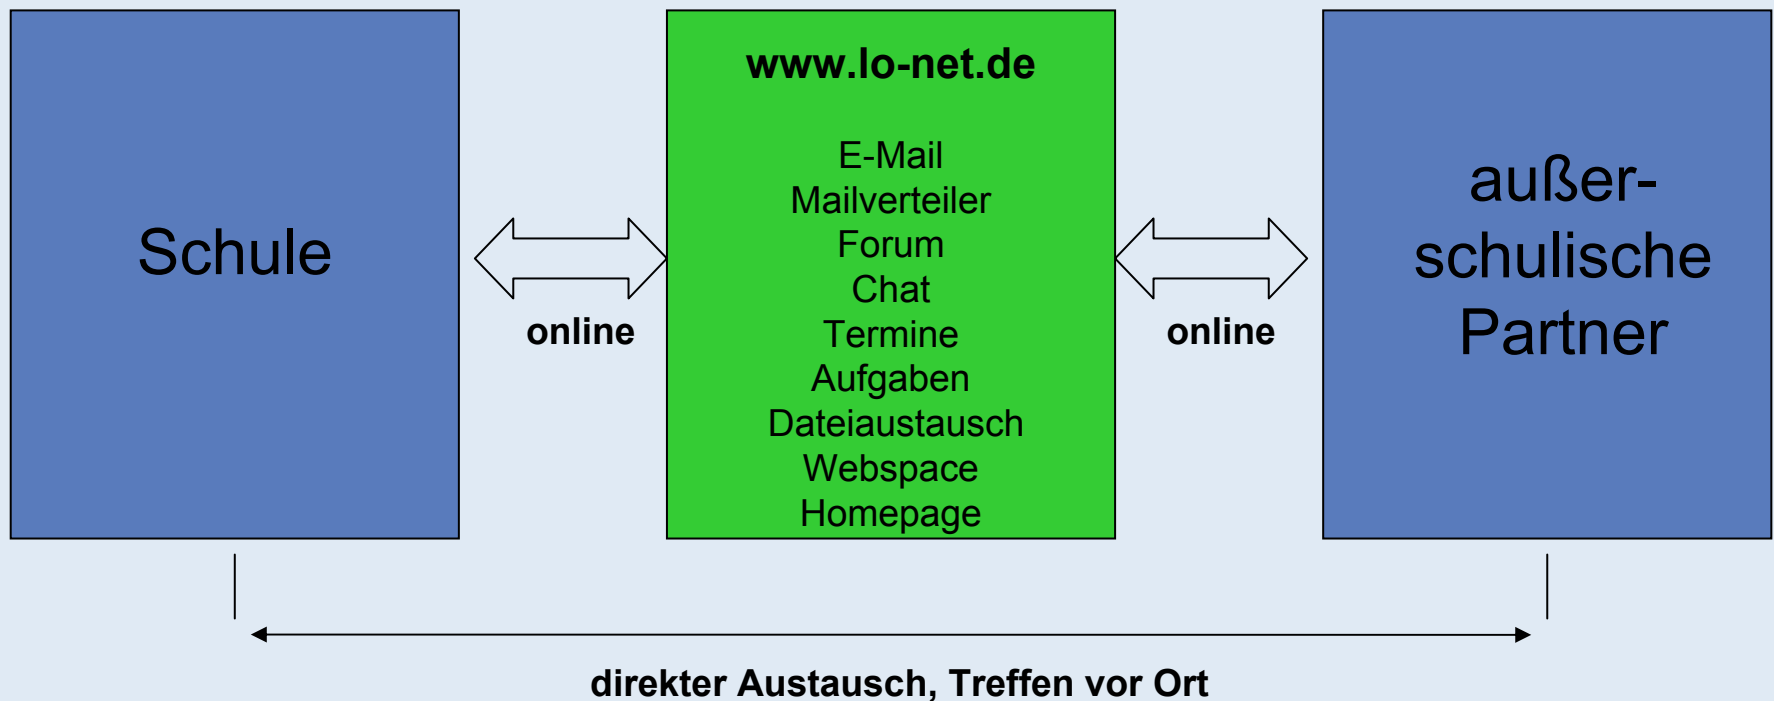 Schule
online
www.lo-net.de
E-Mail
Mailverteiler
Forum
Chat
Termine
Aufgaben
Dateiaustausch
Webspace
Homepage
online
außer-
schulische
Partner
direkter Austausch, Treffen vor Ort